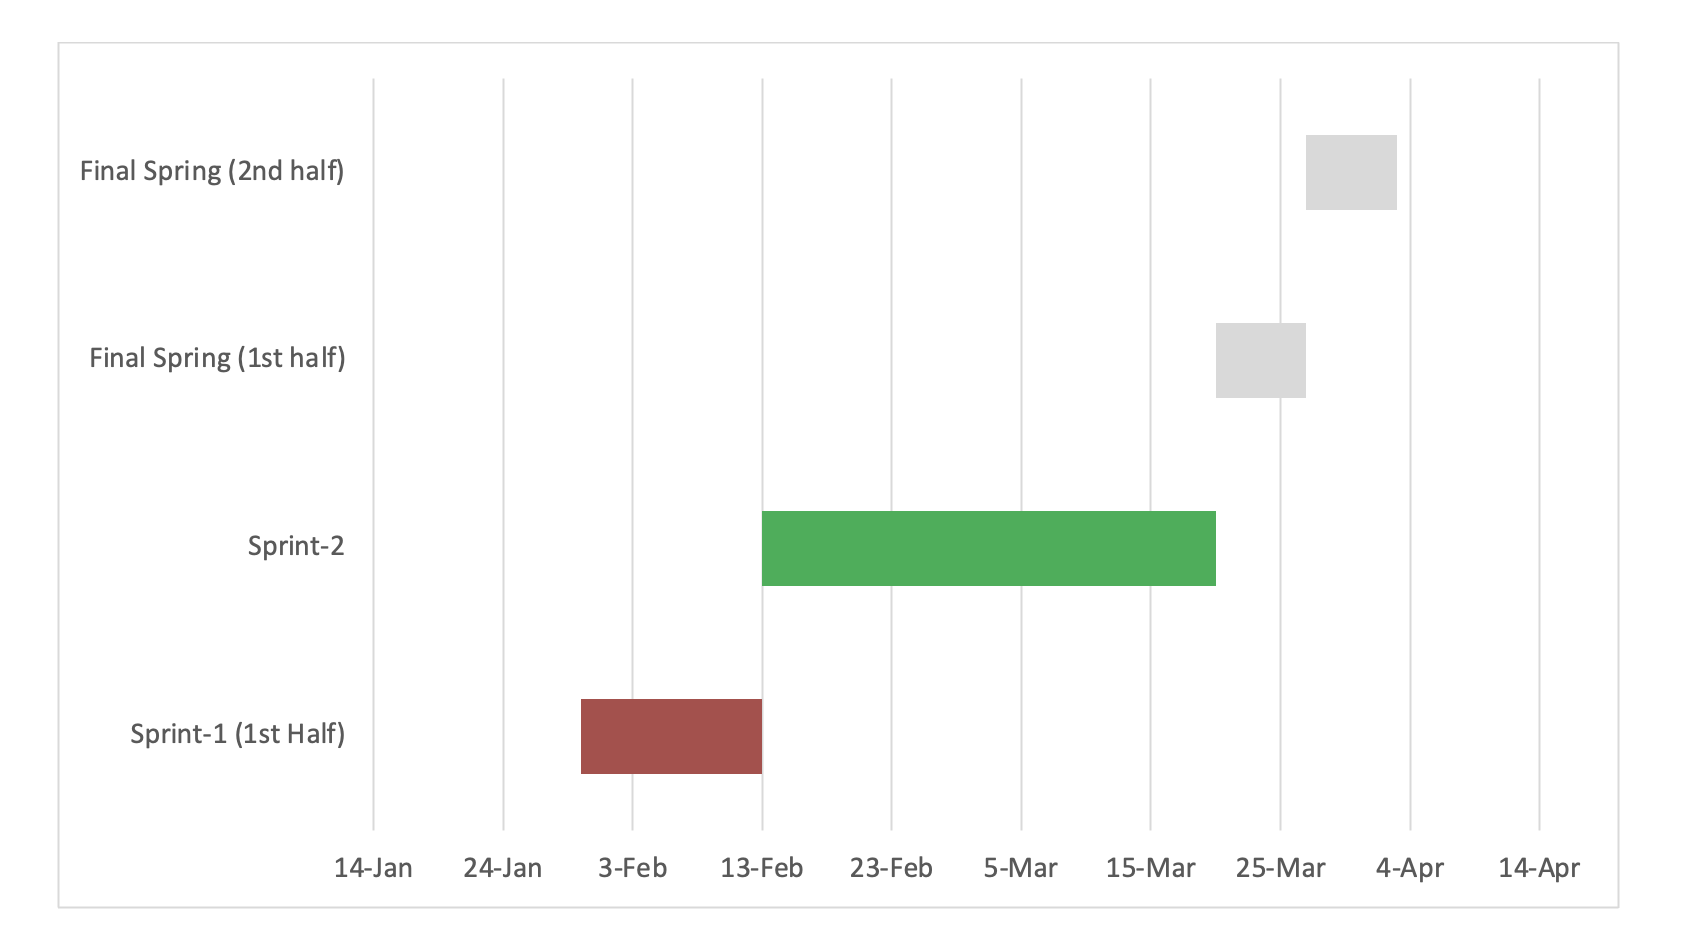 Final Spring (2nd half)
Final Spring (1st half)
Sprint-2
Sprint-1 (1st Half)
14-Jan 24-Jan 3-Feb 13-Feb 23-Feb 5-Mar 15-Mar 25-Mar 4-Apr 14-Apr